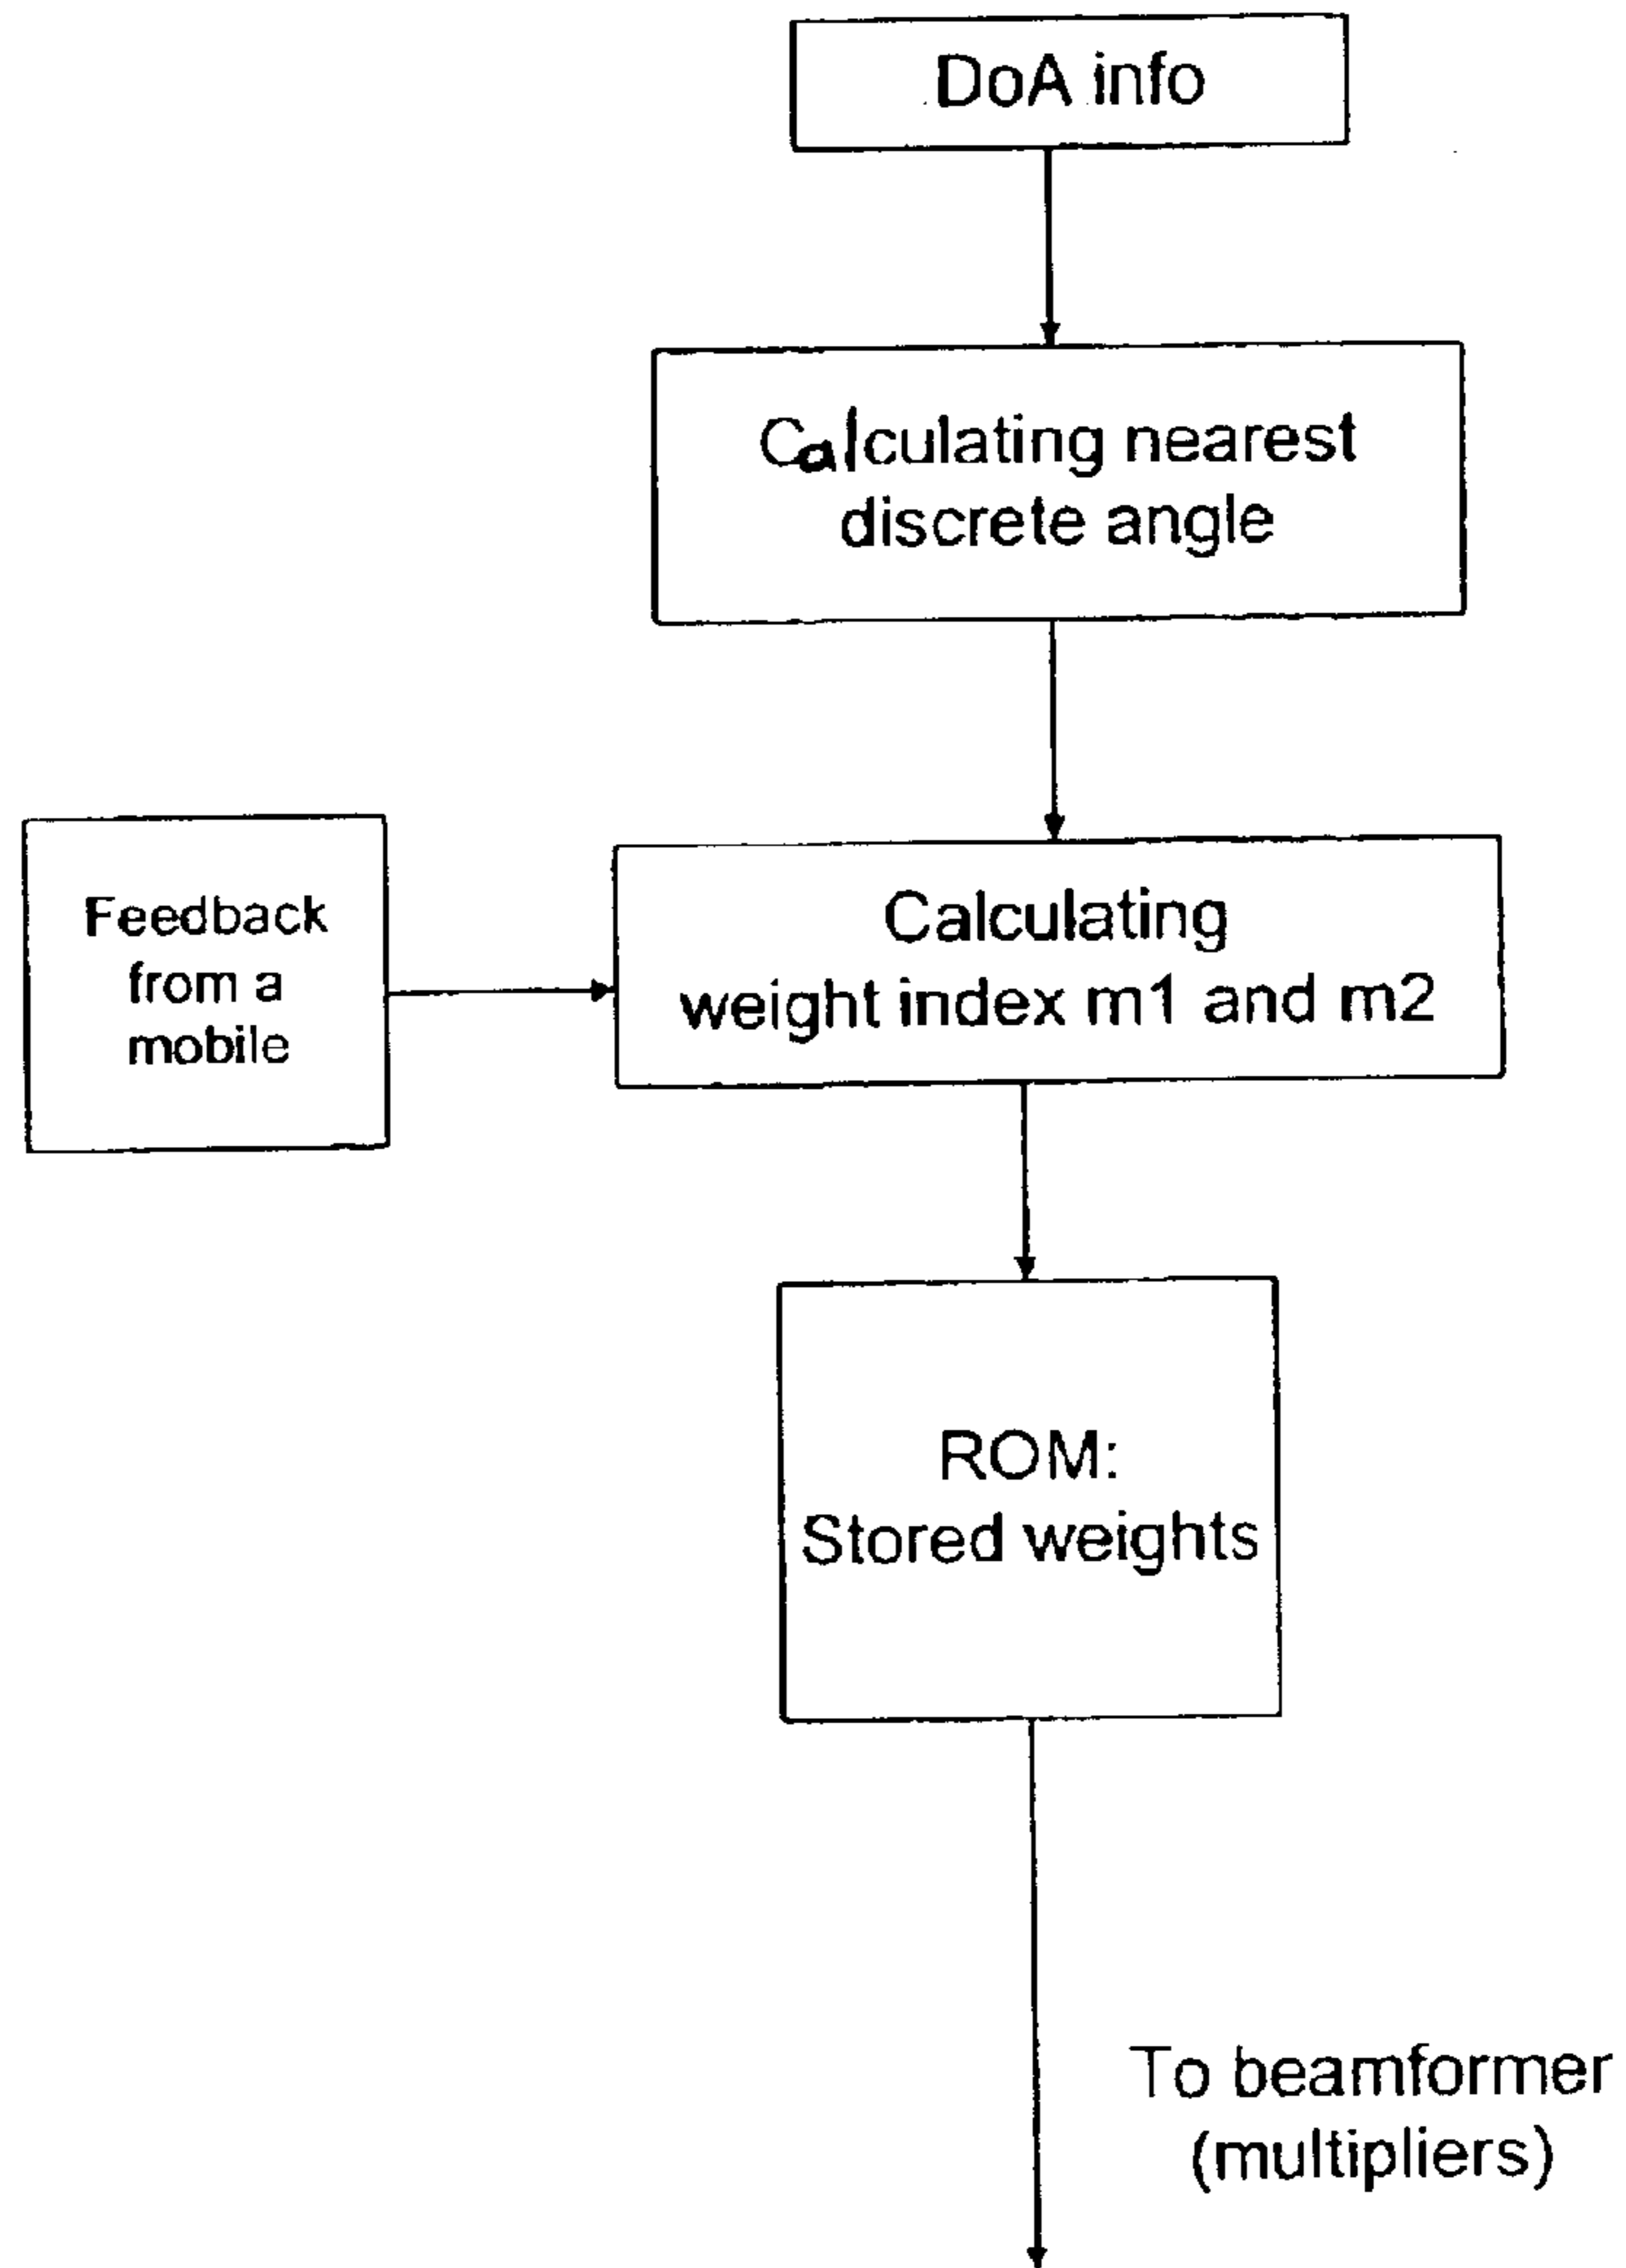 DoA info
Calculating nearest
discrete angle
Feedback
from a
mobile
Calculating
weight index m1 and m2
ROM:
Stored weights
To beamformer
(multipliers)